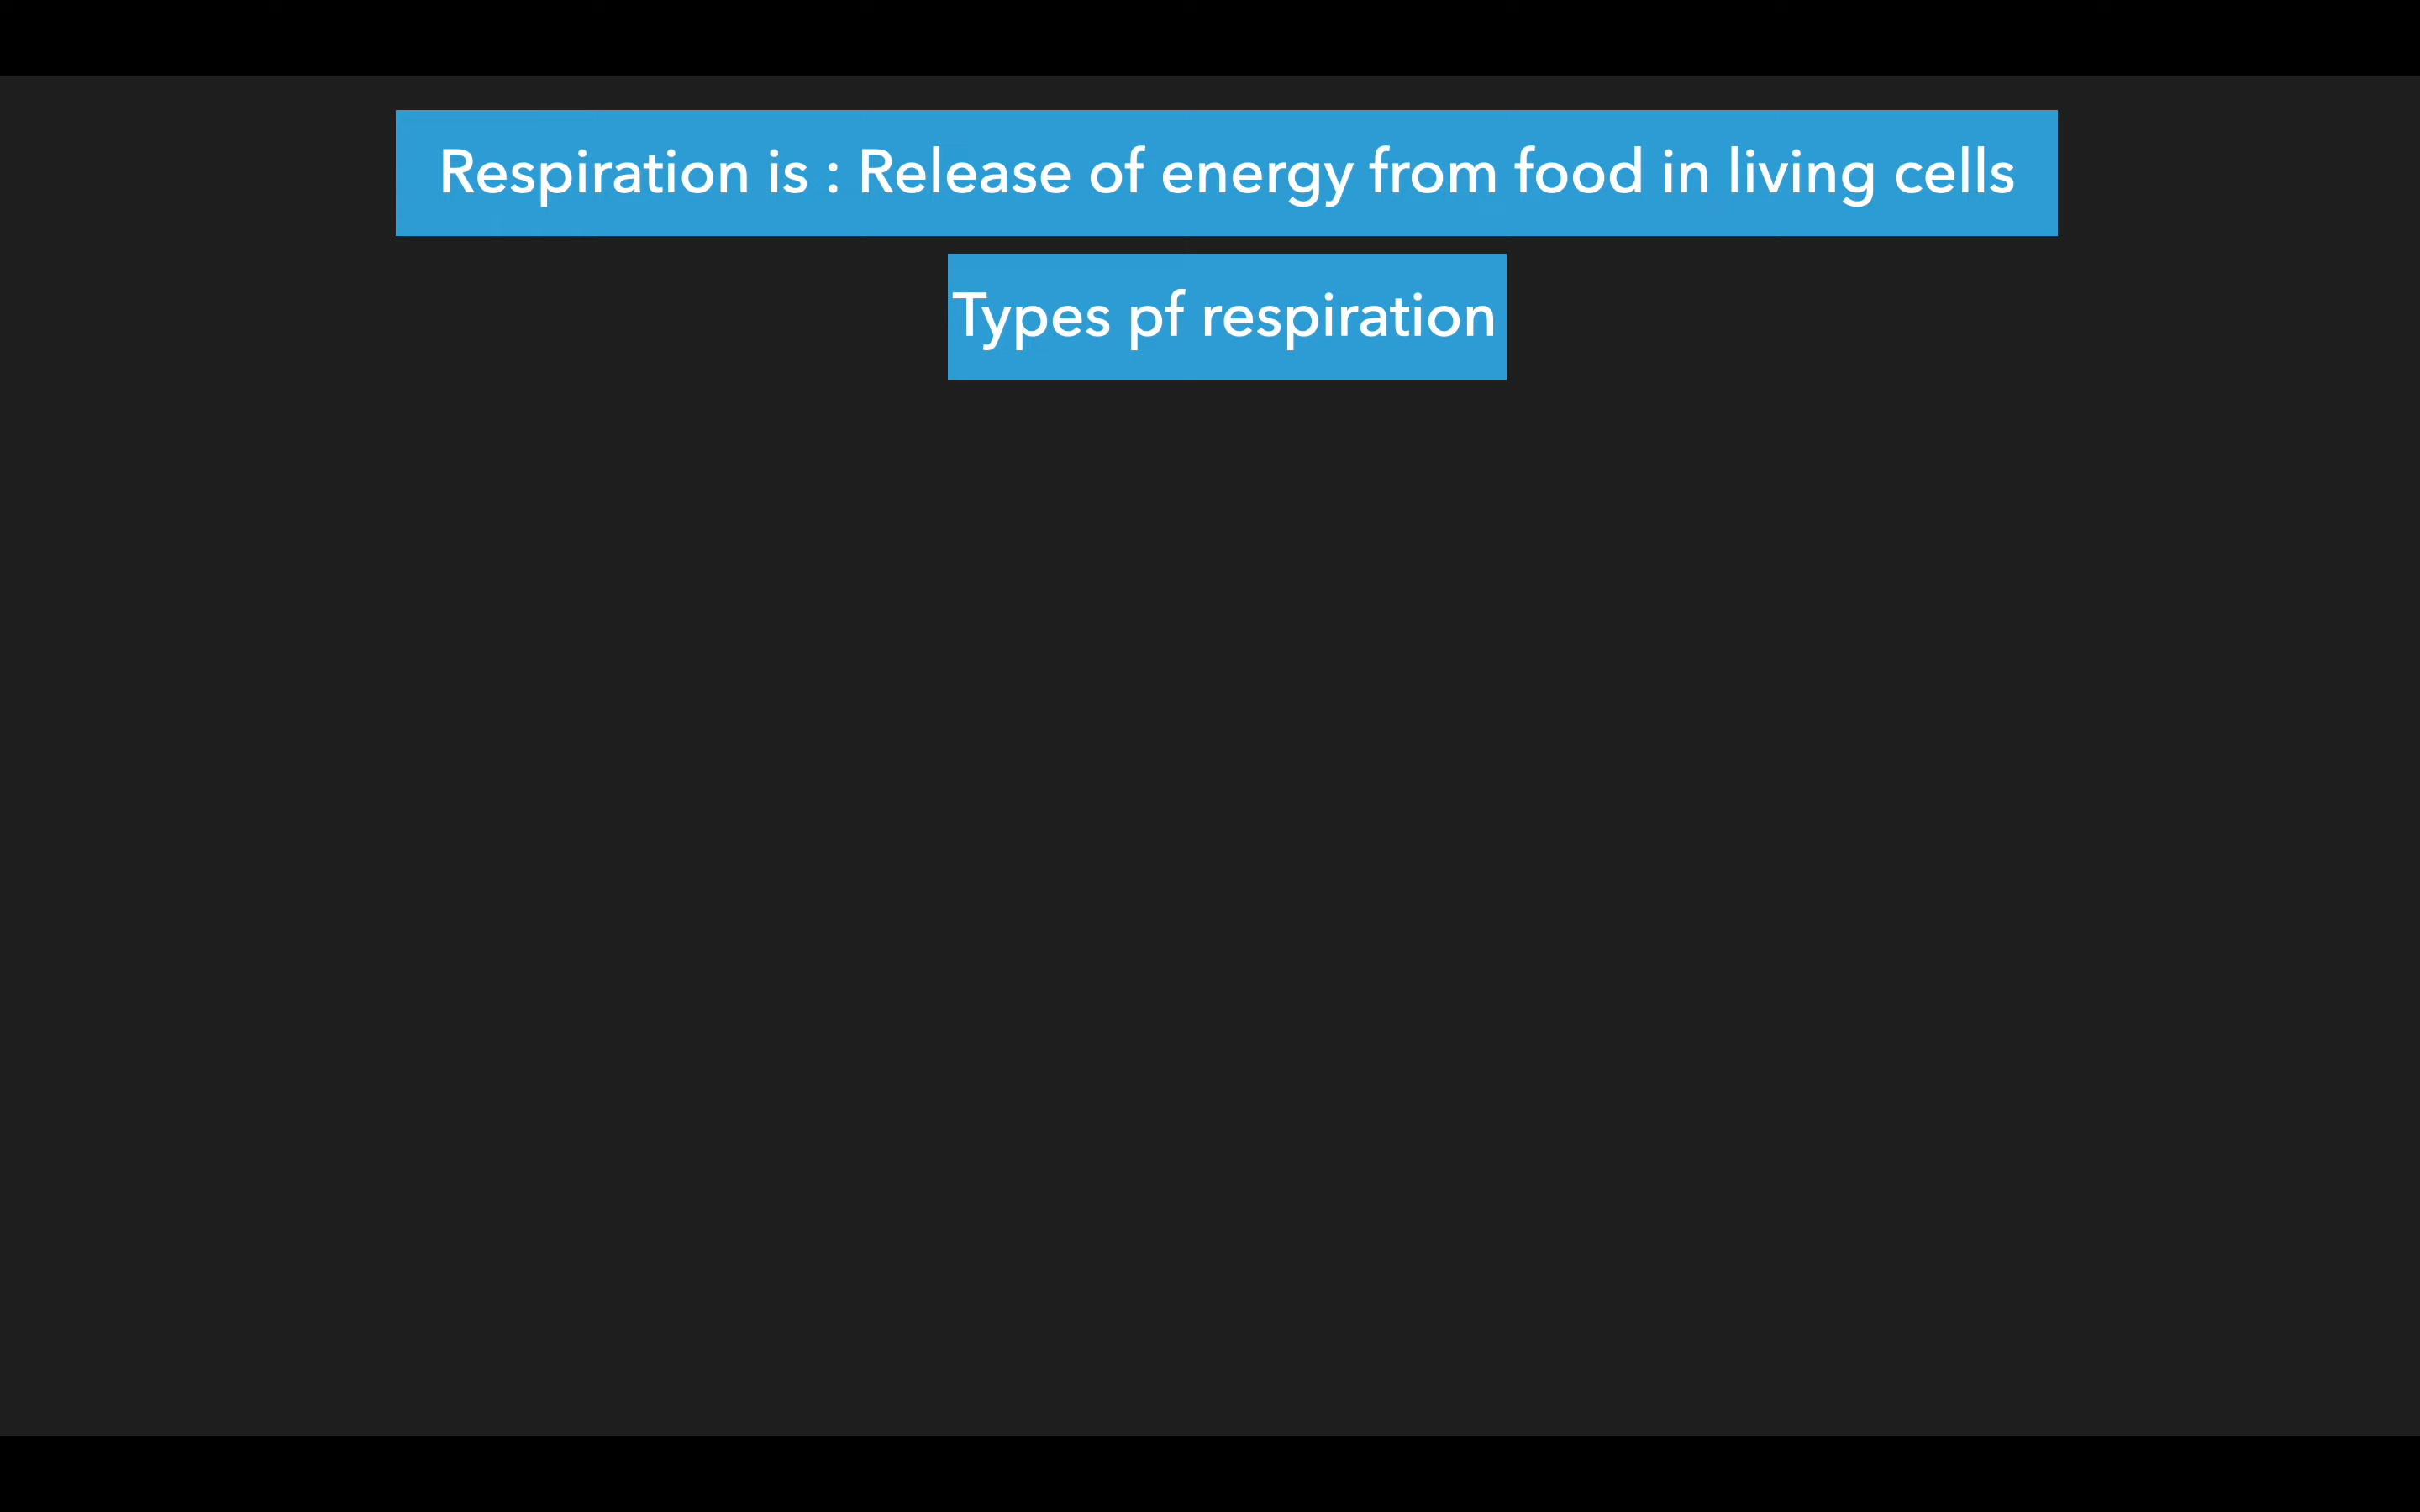 Respiration is : Release of energy from food in living cells
Types pf respiration